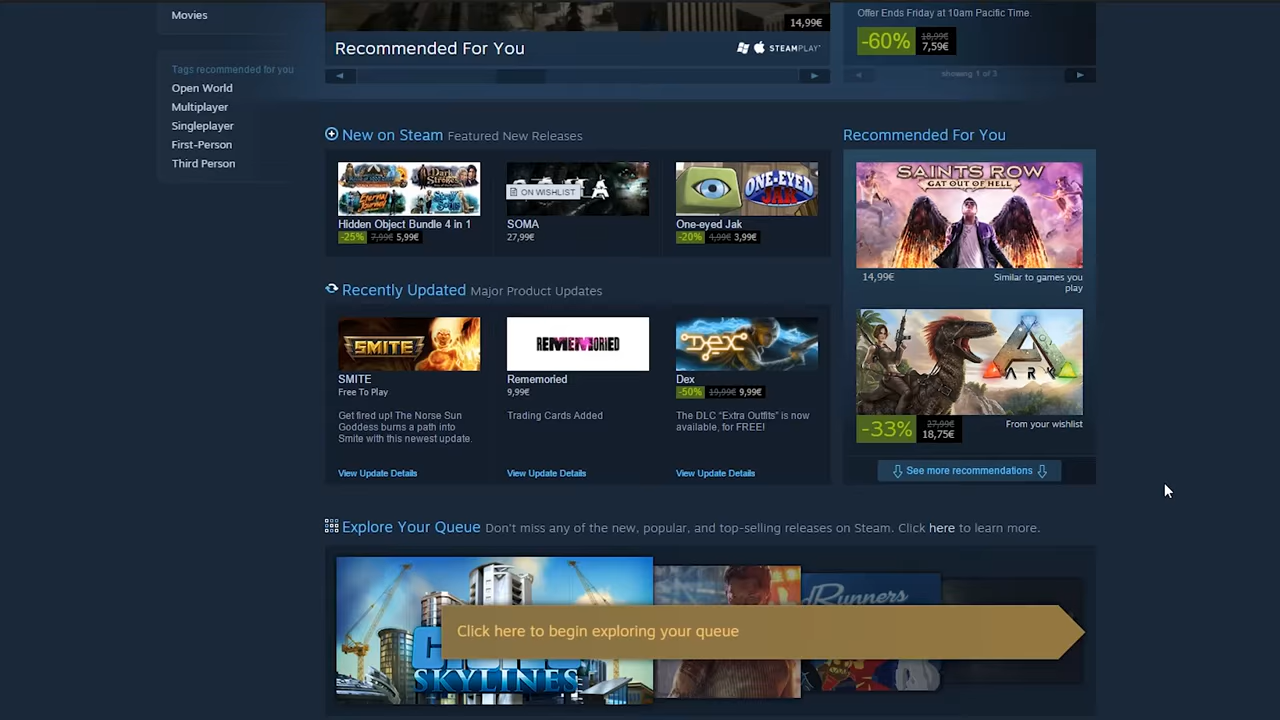 Movies
Tags recommended for you
Open World
Multiplayer
Singleplayer
First-Person
Third Person
14,99€
Recommended For You
STEAMPLAY
Offer Ends Friday at 10am Pacific Time.
-60%
18,99€
7,59€
showing 1 of 3
New on Steam Featured New Releases
Hidden Object Bundle 4 in 1
-25% 7,99€ 5,99€
ON WISHLIST
SOMA
27,99€
ONE-EYED
JAK
One-eyed Jak
-20% 4,99€ 3,99€
Recently Updated Major Product Updates
SMITE
SMITE
Free To Play
Get fired up! The Norse Sun
Goddess burns a path into
Smite with this newest update.
View Update Details
REMEMORIED
Rememoried
9,99€
Trading Cards Added
View Update Details
DEX
Dex
-50% 19,99€ 9,99€
The DLC “Extra Outfits” is now
available, for FREE!
View Update Details
Recommended For You
SAINTS ROW
GAT OUT OF HELL
14,99€
Similar to games you
play
ARK
-33%
27,99€
18,75€
From your wishlist
See more recommendations
Explore Your Queue Don't miss any of the new, popular, and top-selling releases on Steam. Click here to learn more.
Click here to begin exploring your queue
SKYLINES